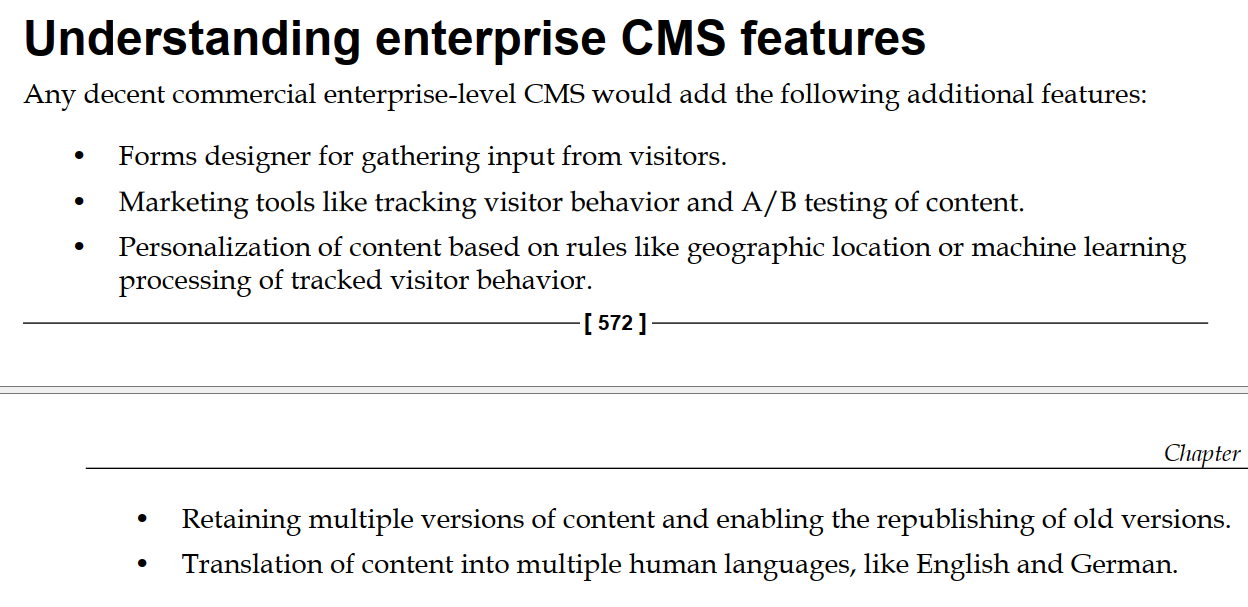 Understanding enterprise CMS features
Any decent commercial enterprise-level CMS would add the following additional features:
• Forms designer for gathering input from visitors.
• Marketing tools like tracking visitor behavior and A/B testing of content.
• Personalization of content based on rules like geographic location or machine learning
processing of tracked visitor behavior.
[ 572 ]
Chapter
• Retaining multiple versions of content and enabling the republishing of old versions.
• Translation of content into multiple human languages, like English and German.